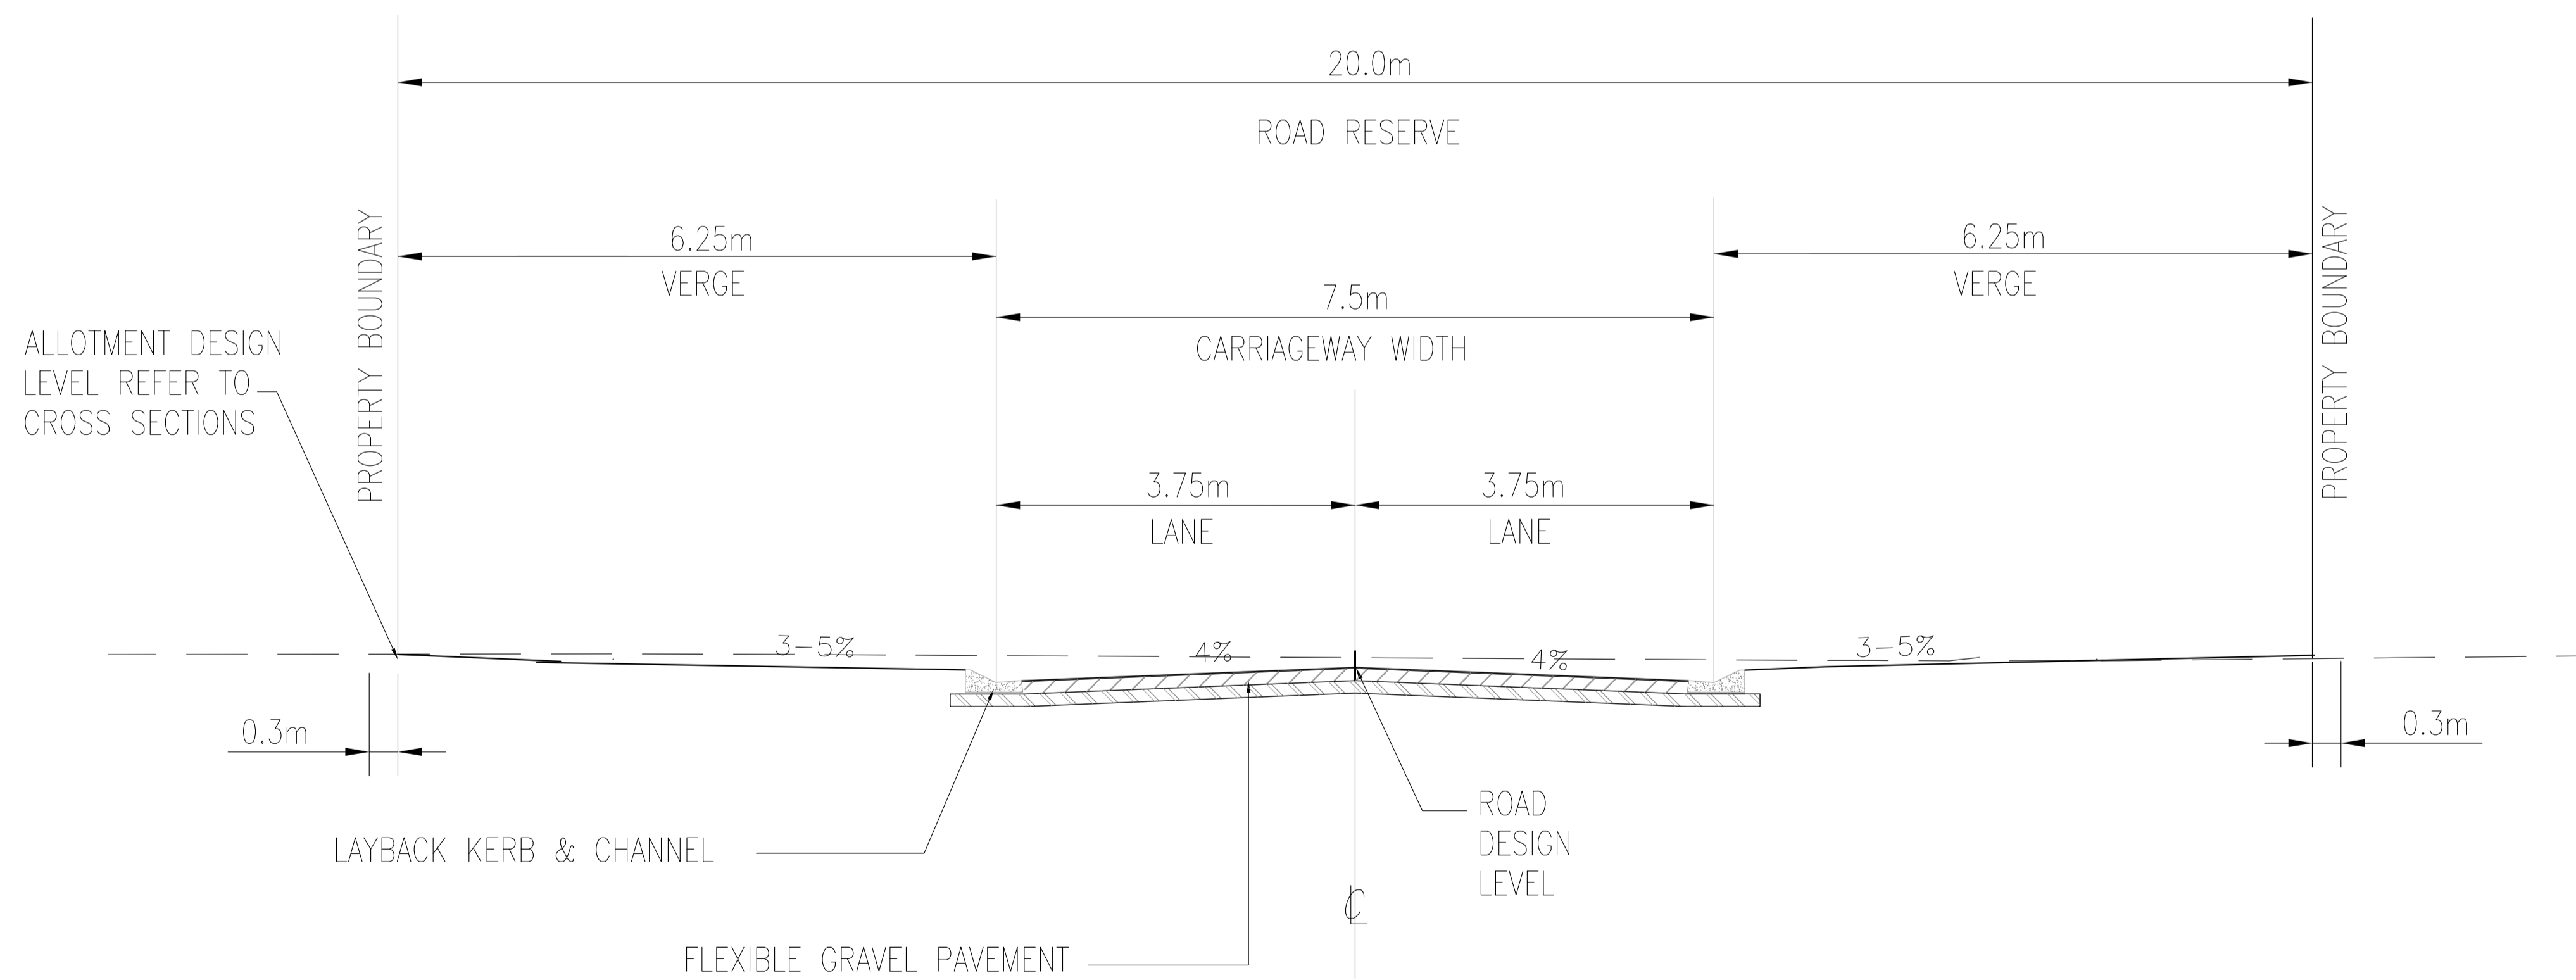 20.0m
ROAD RESERVE
6.25m
VERGE
6.25m
VERGE
7.5m
CARRIAGEWAY WIDTH
PROPERTY BOUNDARY
PROPERTY BOUNDARY
ALLOTMENT DESIGN
LEVEL REFER TO
CROSS SECTIONS
3.75m
LANE
3.75m
LANE
3-5%
4%
4%
3-5%
0.3m
0.3m
LAYBACK KERB & CHANNEL
ROAD
DESIGN
LEVEL
℄
FLEXIBLE GRAVEL PAVEMENT